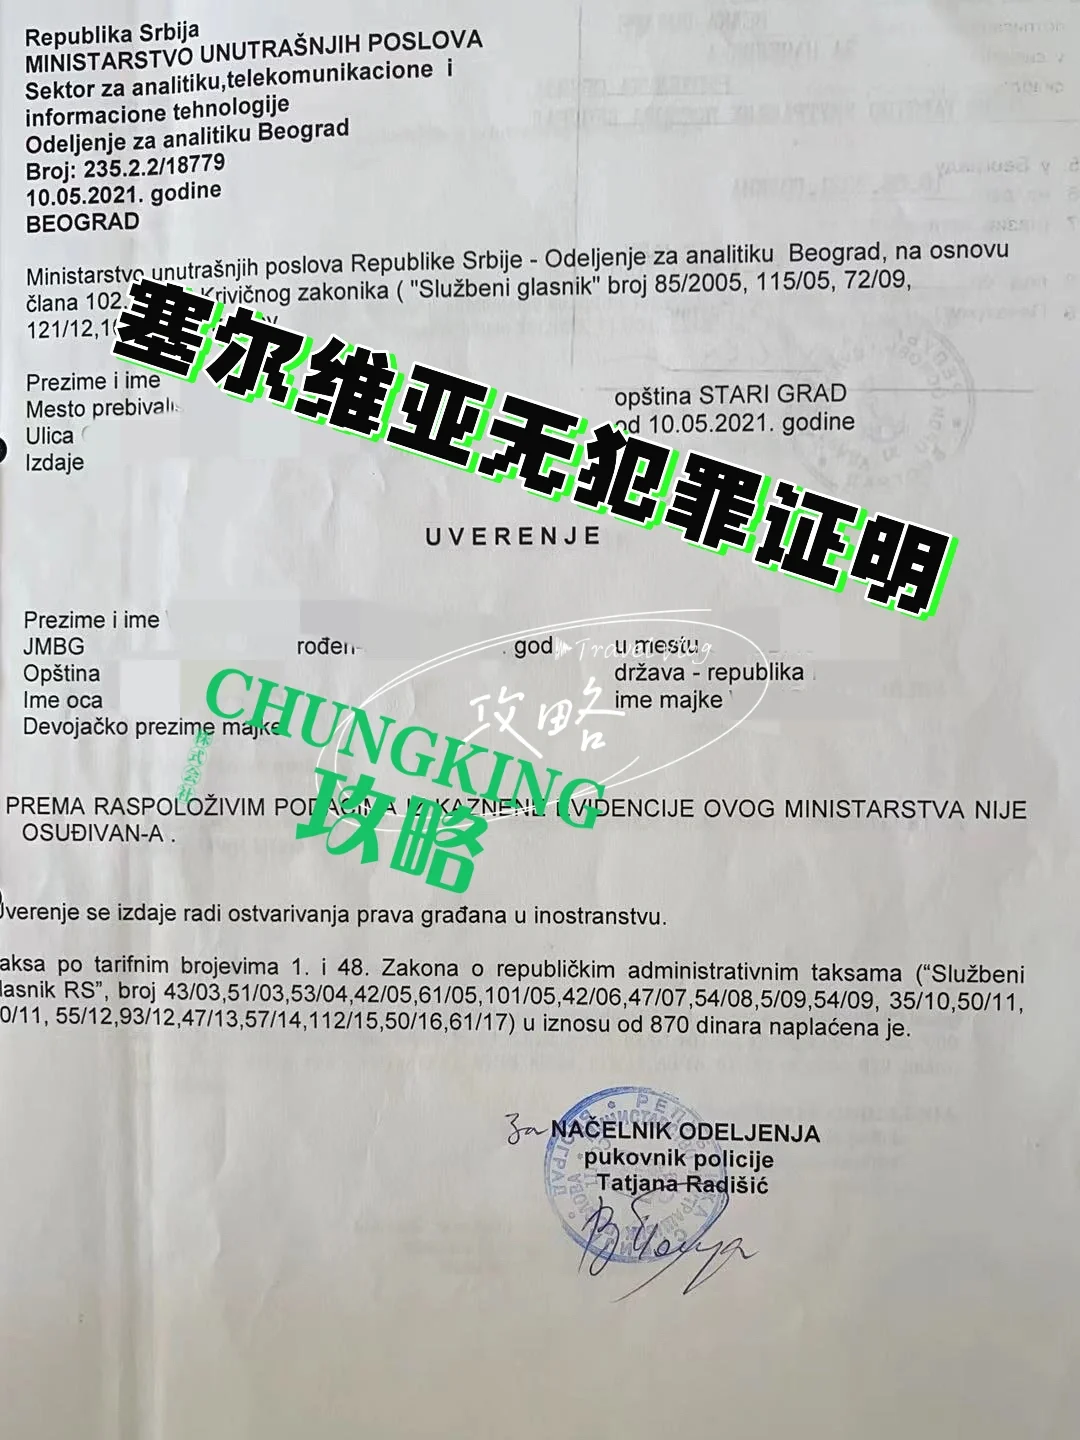 Republika Srbija
MINISTARSTVO UNUTRAŠNJIH POSLOVA
Sektor za analitiku,telekomunikacione i
informacione tehnologije
Odeljenje za analitiku Beograd
Broj: 235.2.2/18779
10.05.2021. godine
BEOGRAD
Ministarstvo unutrašnjih poslova Republike Srbije - Odeljenje za analitiku Beograd, na osnovu
člana 102. Krivičnog zakonika ( "Službeni glasnik" broj 85/2005, 115/05, 72/09,
121/12,1
塞尔维亚无犯罪证明
Prezime i ime
Mesto prebivali
opština STARI GRAD
Ulica
od 10.05.2021. godine
Izdaje
UVERENJE
Prezime i ime
JMBG rođen god u mestu
Opština država - republika
Ime oca ime majke
Devojačko prezime majke
Travel Vlog
攻略
CHUNGKING
攻略
PREMA RASPOLOŽIVIM PODACIMA KAZNENE EVIDENCIJE OVOG MINISTARSTVA NIJE
OSUĐIVAN-A .
Uverenje se izdaje radi ostvarivanja prava građana u inostranstvu.
aksa po tarifnim brojevima 1. i 48. Zakona o republičkim administrativnim taksama (“Službeni
lasnik RS”, broj 43/03,51/03,53/04,42/05,61/05,101/05,42/06,47/07,54/08,5/09,54/09, 35/10,50/11,
0/11, 55/12,93/12,47/13,57/14,112/15,50/16,61/17) u iznosu od 870 dinara naplaćena je.
За NAČELNIK ODELJENJA
pukovnik policije
Tatjana Radišić